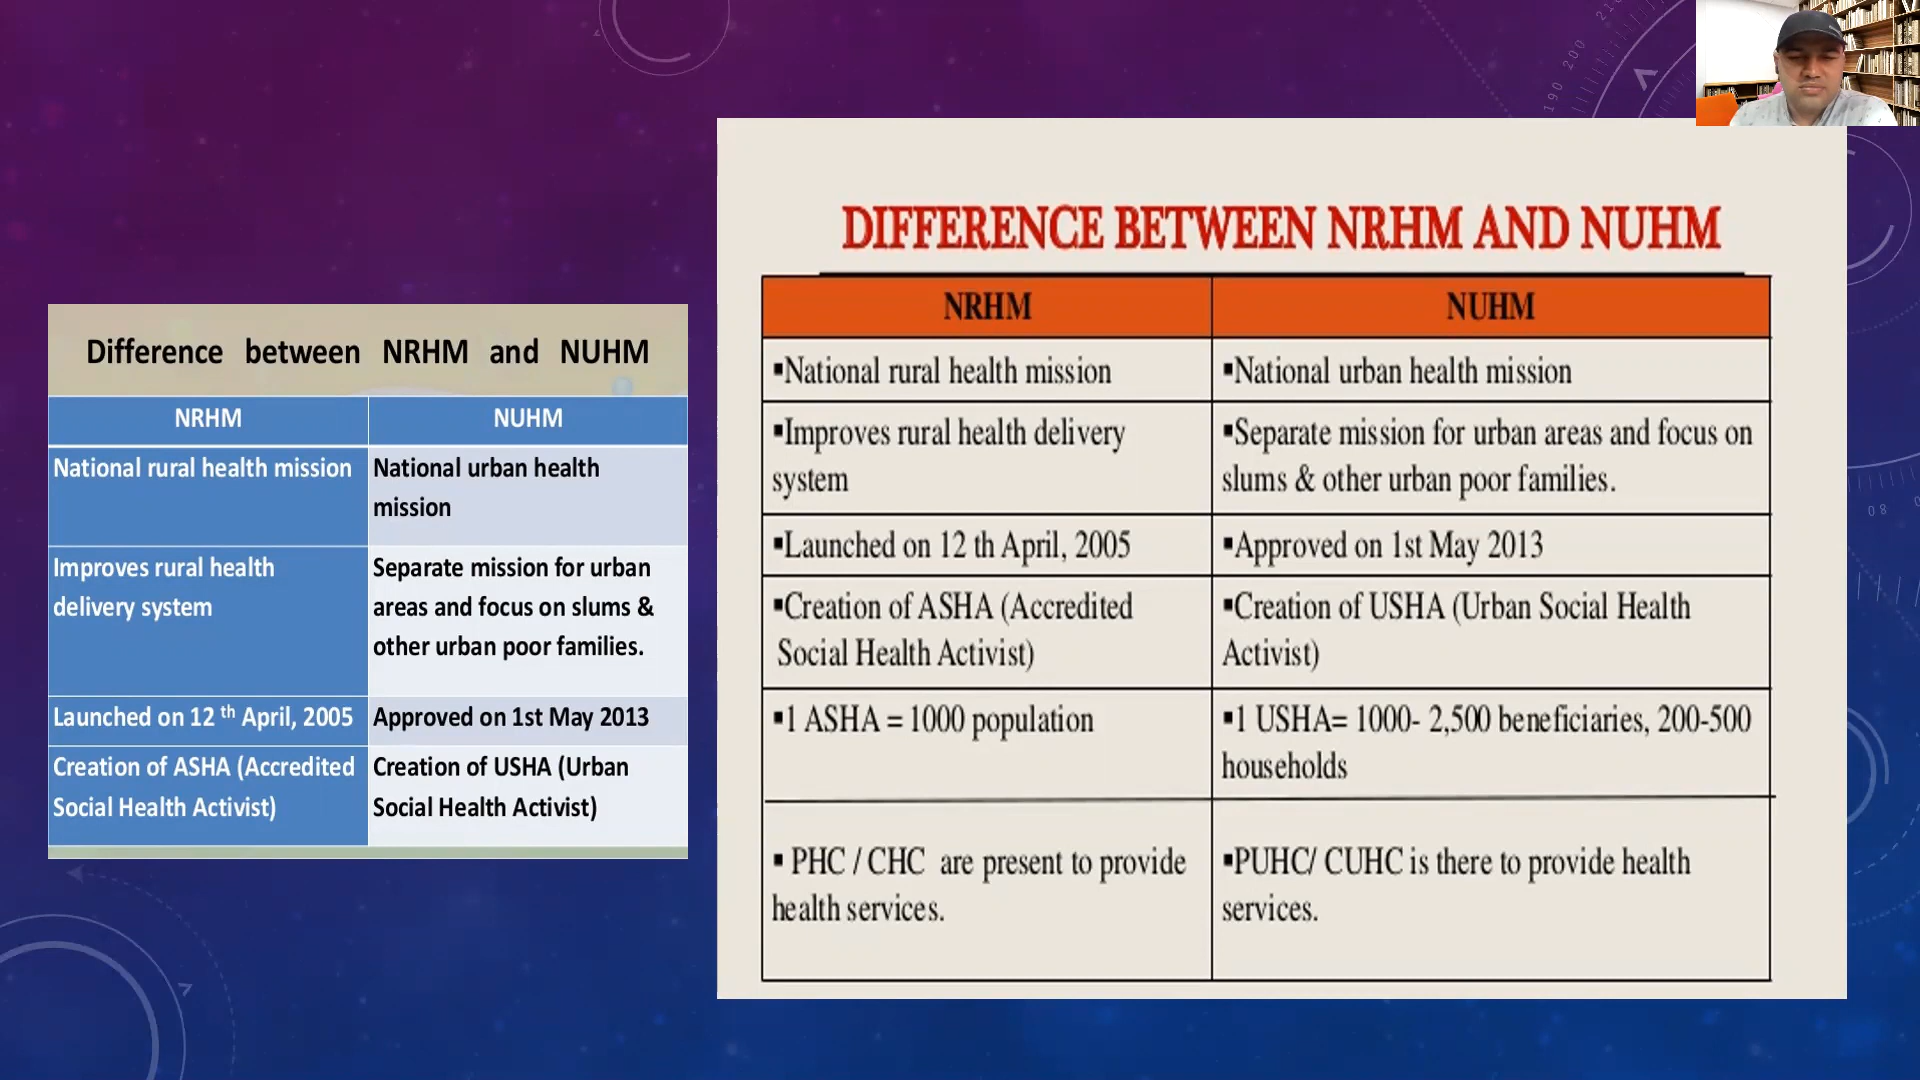 Difference between NRHM and NUHM
NRHM
NUHM
National rural health mission
National urban health
mission
Improves rural health
delivery system
Separate mission for urban
areas and focus on slums &
other urban poor families.
Launched on 12 th April, 2005
Approved on 1st May 2013
Creation of ASHA (Accredited
Social Health Activist)
Creation of USHA (Urban
Social Health Activist)
DIFFERENCE BETWEEN NRHM AND NUHM
NRHM
NUHM
▪National rural health mission
▪National urban health mission
▪Improves rural health delivery
system
▪Separate mission for urban areas and focus on
slums & other urban poor families.
▪Launched on 12 th April, 2005
▪Approved on 1st May 2013
▪Creation of ASHA (Accredited
Social Health Activist)
▪Creation of USHA (Urban Social Health
Activist)
▪1 ASHA = 1000 population
▪1 USHA= 1000- 2,500 beneficiaries, 200-500
households
▪ PHC / CHC are present to provide
health services.
▪PUHC/ CUHC is there to provide health
services.
190
200